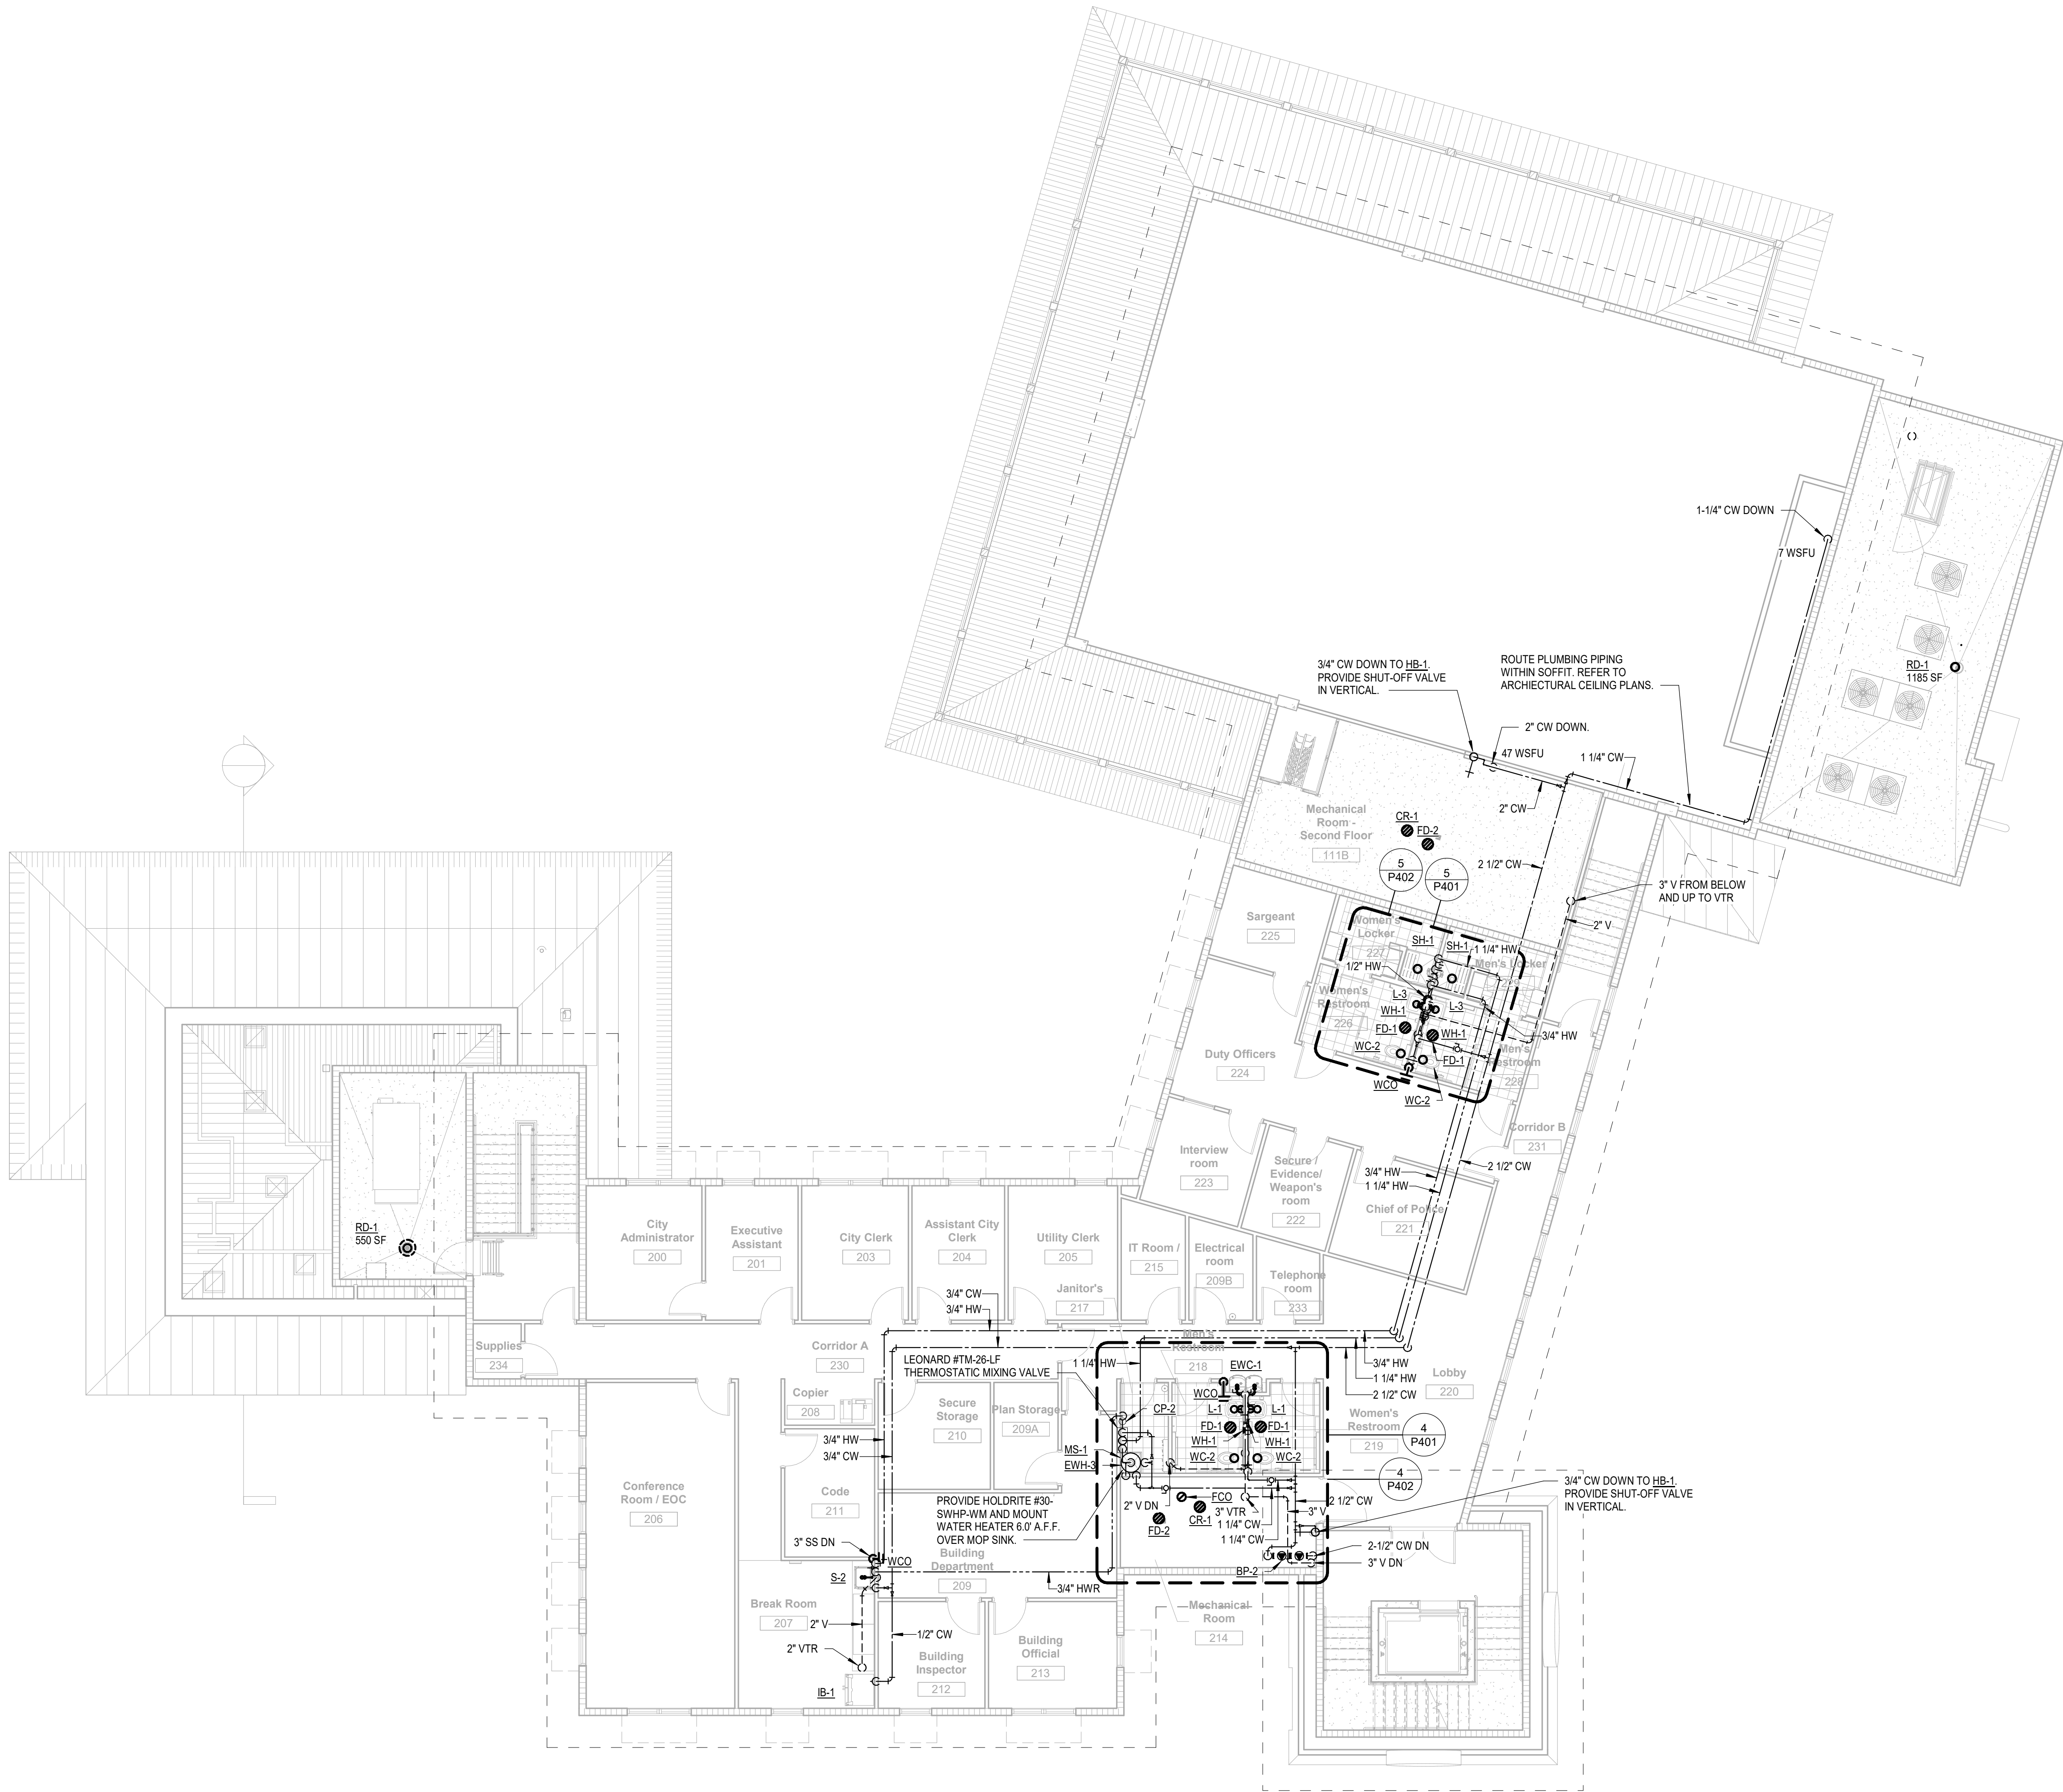 1-1/4" CW DOWN
7 WSFU
RD-1
1185 SF
3/4" CW DOWN TO HB-1.
PROVIDE SHUT-OFF VALVE
IN VERTICAL.
ROUTE PLUMBING PIPING
WITHIN SOFFIT. REFER TO
ARCHIECTURAL CEILING PLANS.
2" CW DOWN.
47 WSFU
1 1/4" CW
2" CW
Mechanical
Room -
Second Floor
111B
CR-1
FD-2
5
P402
5
P401
2 1/2" CW
3" V FROM BELOW
AND UP TO VTR
2" V
Sargeant
225
Women's
Locker
227
SH-1
SH-1
1 1/4" HW
Men's Locker
229
1/2" HW
Women's
Restroom
226
L-3
L-3
WH-1
WH-1
FD-1
FD-1
3/4" HW
WC-2
Men's
Restroom
228
WCO
WC-2
Duty Officers
224
Corridor B
231
Interview
room
223
Secure /
Evidence/
Weapon's
room
222
3/4" HW
1 1/4" HW
2 1/2" CW
Chief of Police
221
RD-1
550 SF
City
Administrator
200
Executive
Assistant
201
City Clerk
203
Assistant City
Clerk
204
Utility Clerk
205
IT Room /
215
Electrical
room
209B
Telephone
room
233
Janitor's
217
3/4" CW
3/4" HW
Supplies
234
Corridor A
230
LEONARD #TM-26-LF
THERMOSTATIC MIXING VALVE
1 1/4" HW
Men's
Restroom
218
EWC-1
3/4" HW
1 1/4" HW
2 1/2" CW
Lobby
220
Copier
208
Secure
Storage
210
Plan Storage
209A
WCO
CP-2
L-1
L-1
FD-1
FD-1
WH-1
WH-1
WC-2
WC-2
Women's
Restroom
219
4
P401
4
P402
3/4" HW
3/4" CW
MS-1
EWH-3
Conference
Room / EOC
206
Code
211
PROVIDE HOLDRITE #30-
SWHP-WM AND MOUNT
WATER HEATER 6.0' A.F.F.
OVER MOP SINK.
2" V DN
FCO
3" VTR
FD-2
CR-1
1 1/4" CW
1 1/4" CW
2 1/2" CW
3" V
3/4" CW DOWN TO HB-1.
PROVIDE SHUT-OFF VALVE
IN VERTICAL.
3" SS DN
WCO
Building
Department
209
S-2
3/4" HWR
BP-2
2-1/2" CW DN
3" V DN
Break Room
207
2" V
2" VTR
1/2" CW
IB-1
Building
Inspector
212
Building
Official
213
Mechanical
Room
214